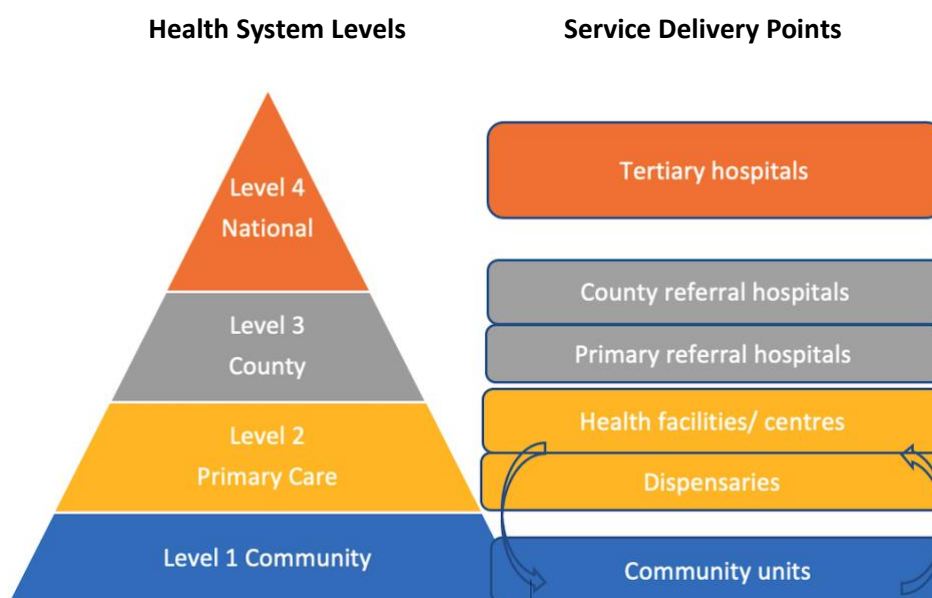 Health System Levels
Service Delivery Points
Level 4
National
Tertiary hospitals
Level 3
County
County referral hospitals
Primary referral hospitals
Level 2
Primary Care
Health facilities/ centres
Dispensaries
Level 1 Community
Community units